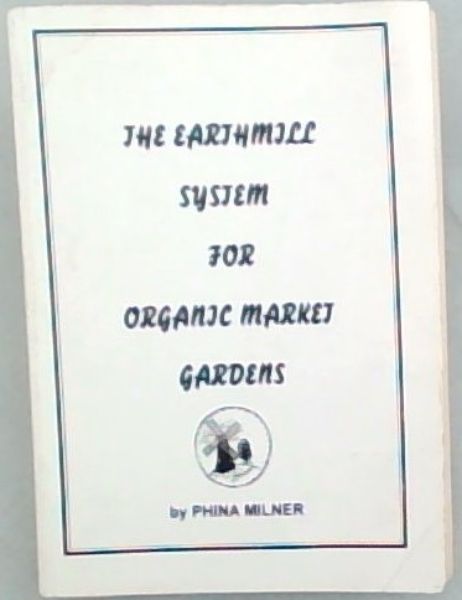 THE EARTHMILL
SYSTEM
FOR
ORGANIC MARKET
GARDENS
by PHINA MILNER